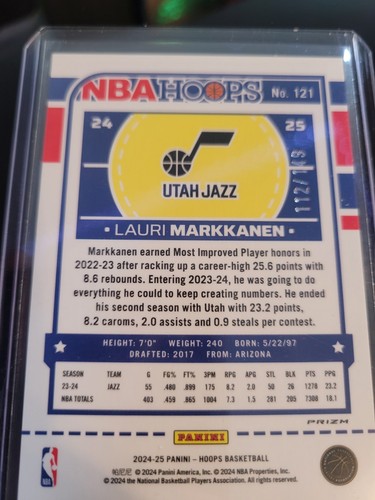 NBA HOOPS No. 121
24 25
UTAH JAZZ
112/149
• LAURI MARKKANEN •
Markkanen earned Most Improved Player honors in
2022-23 after racking up a career-high 25.6 points with
8.6 rebounds. Entering 2023-24, he was going to do
everything he could to keep creating numbers. He ended
his second season with Utah with 23.2 points,
8.2 caroms, 2.0 assists and 0.9 steals per contest.
HEIGHT: 7'0" WEIGHT: 240 BORN: 5/22/97
DRAFTED: 2017 FROM: ARIZONA
SEASON TEAM G FG% FT% 3PM RPG APG STL BLK PTS PPG
23-24 JAZZ 55 .480 .899 175 8.2 2.0 50 26 1278 23.2
NBA TOTALS 403 .459 .865 1004 7.3 1.5 281 205 7300 18.1
PRIZM
PANINI
2024-25 PANINI - HOOPS BASKETBALL
帕尼尼 © 2024 Panini America, Inc. © 2024 NBA Properties, Inc.
© 2024 the National Basketball Players Association. All rights reserved.
NBA